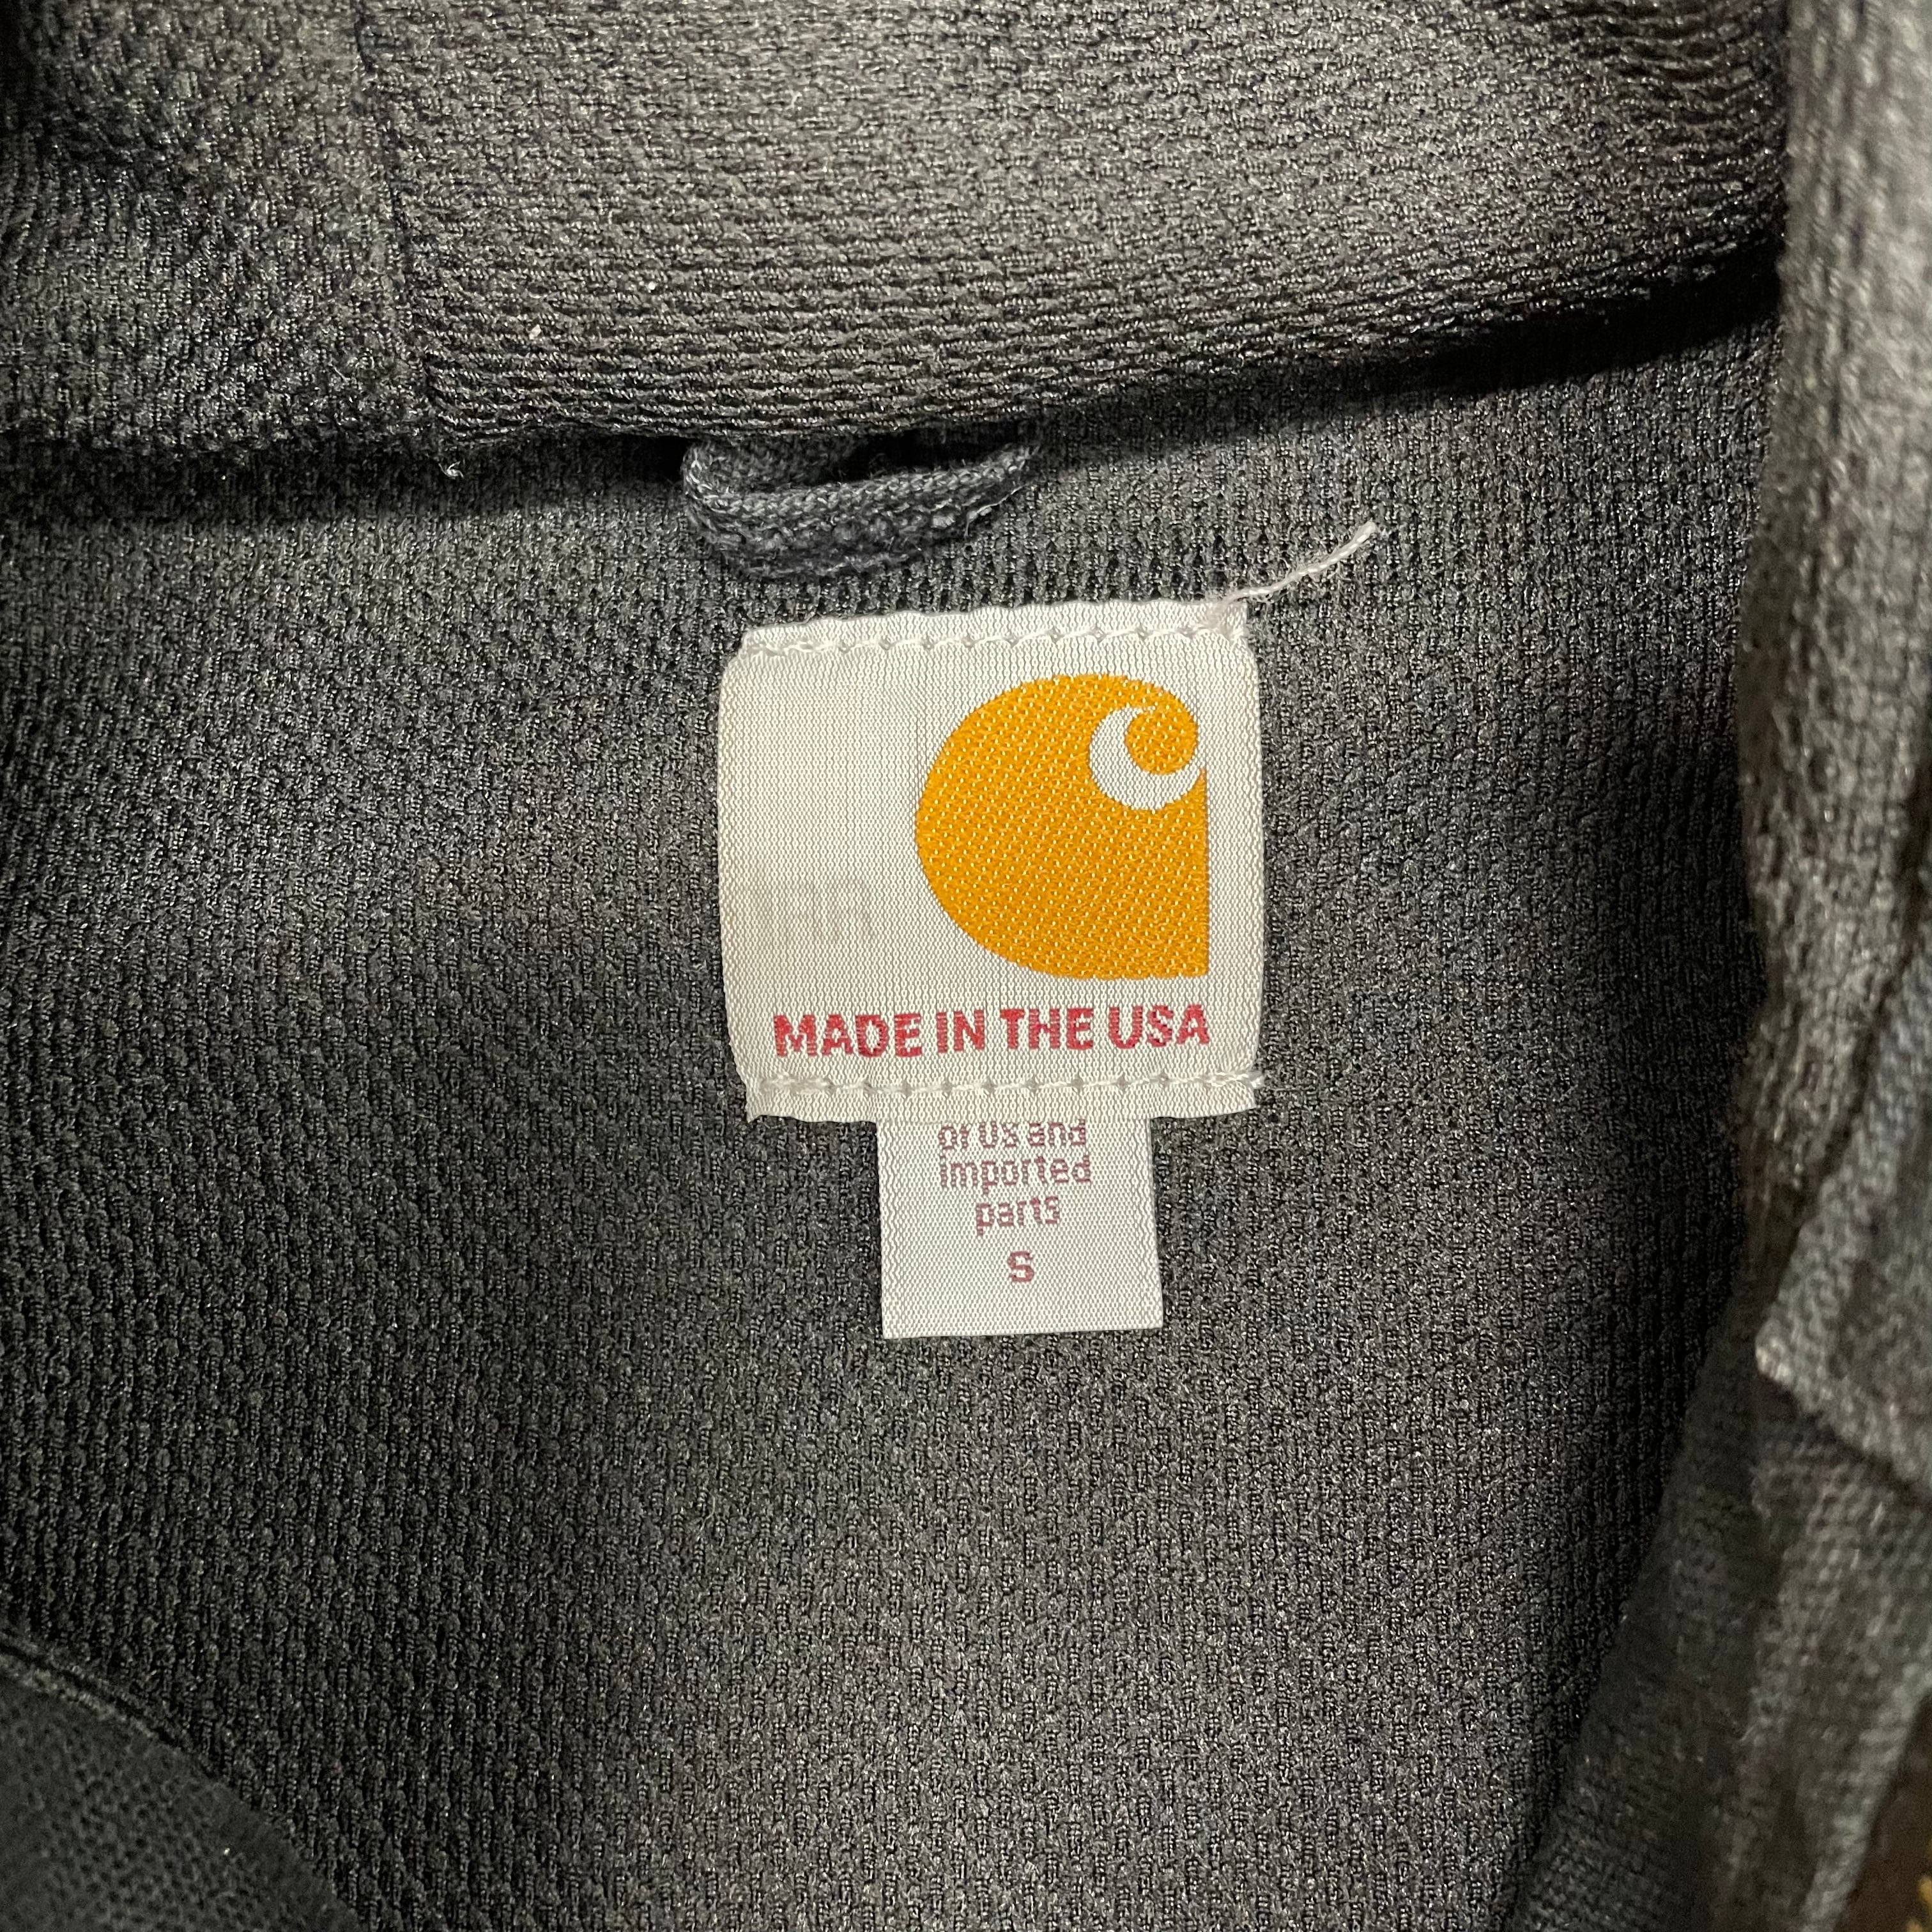 MADE IN THE USA
of US and
imported
parts
S